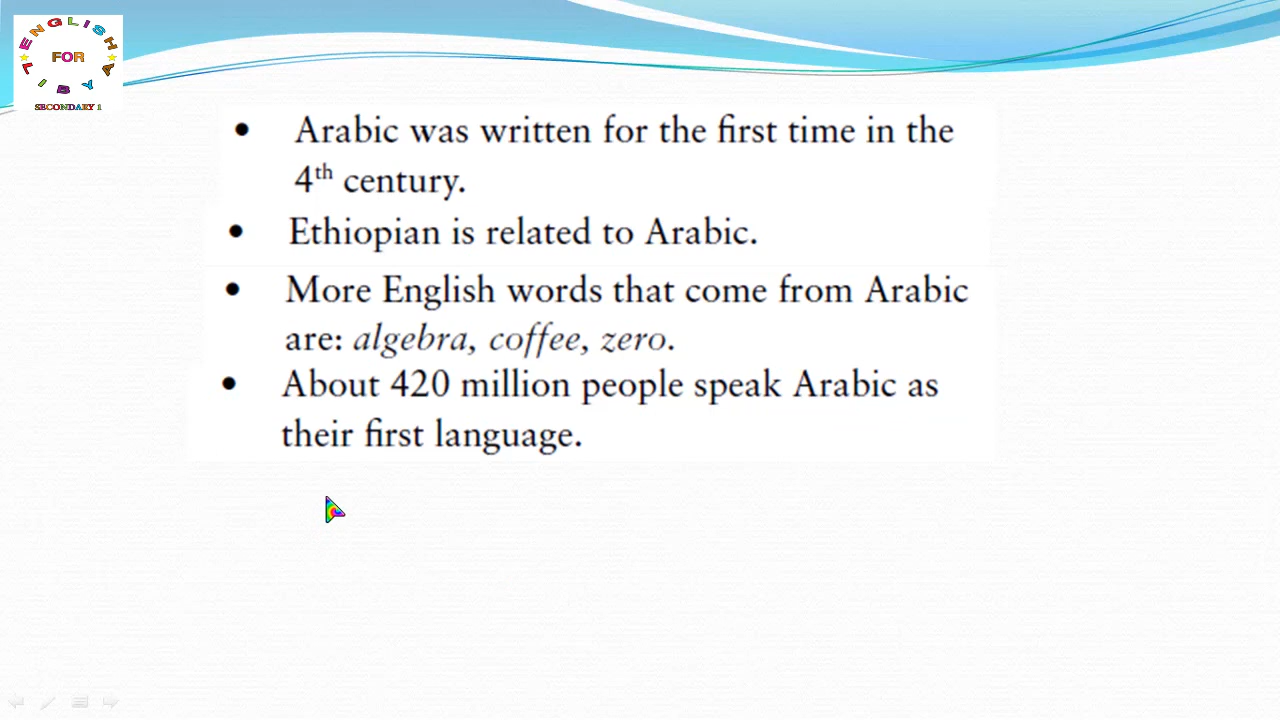 ENGLISH
FOR
LIBYA
SECONDARY 1
• Arabic was written for the first time in the
4th century.
• Ethiopian is related to Arabic.
• More English words that come from Arabic
are: algebra, coffee, zero.
• About 420 million people speak Arabic as
their first language.